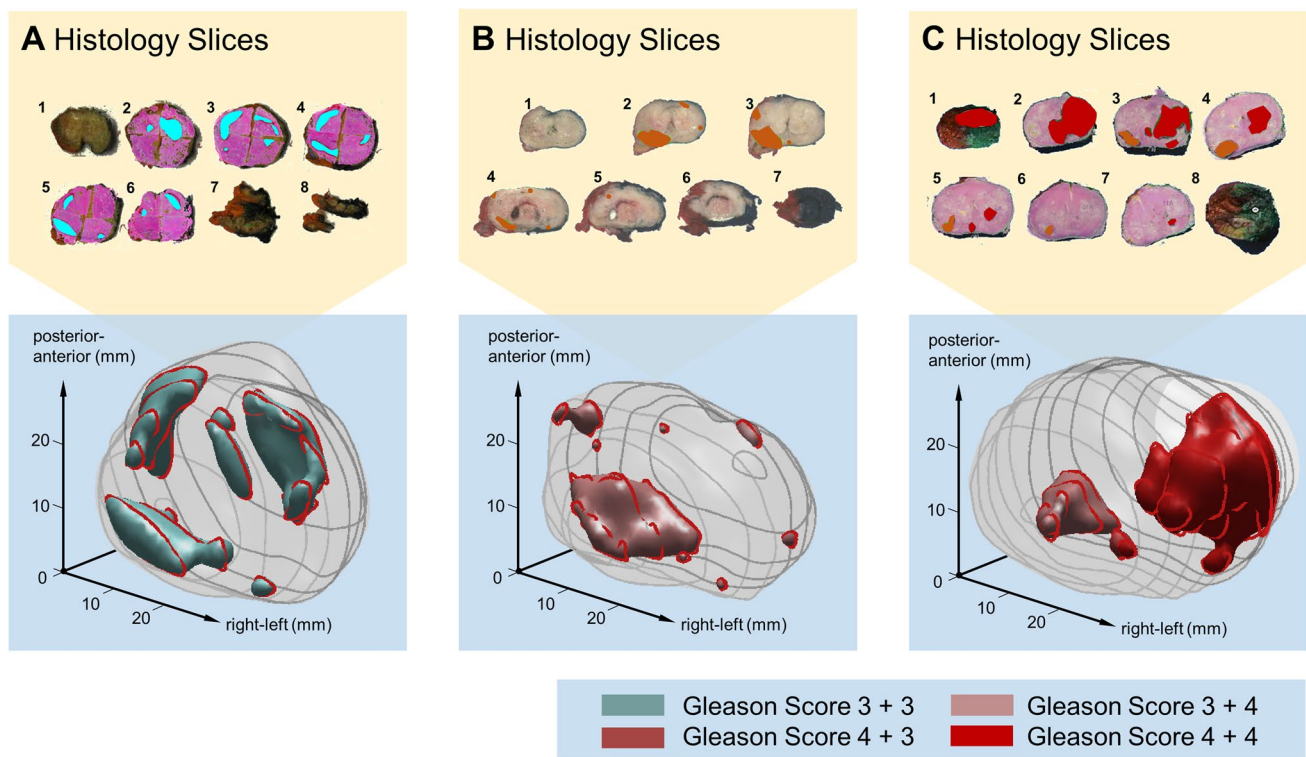 A Histology Slices
1 2 3 4
5 6 7 8
posterior-
anterior (mm)
20
10
0
10
20
right-left (mm)
B Histology Slices
1 2 3
4 5 6 7
posterior-
anterior (mm)
20
10
0
10
20
right-left (mm)
C Histology Slices
1 2 3 4
5 6 7 8
posterior-
anterior (mm)
20
10
0
10
20
right-left (mm)
Gleason Score 3 + 3
Gleason Score 3 + 4
Gleason Score 4 + 3
Gleason Score 4 + 4